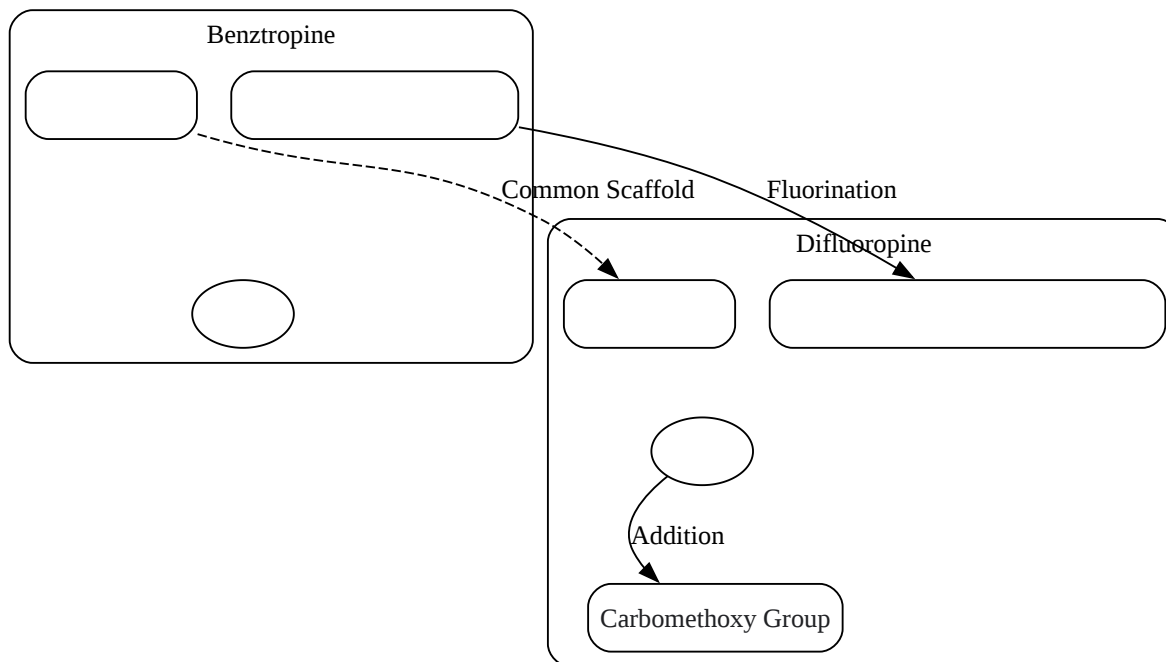 Benztropine
Common Scaffold
Fluorination
Difluoropine
Addition
Carbomethoxy Group